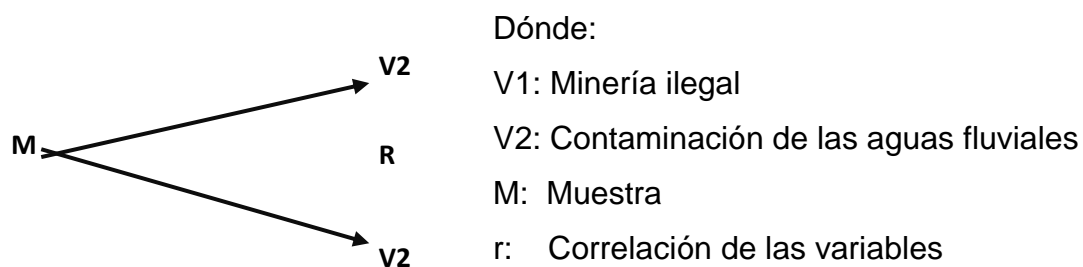 Dónde:
V2
V1: Minería ilegal
V2: Contaminación de las aguas fluviales
M
R
M: Muestra
V2
r: Correlación de las variables